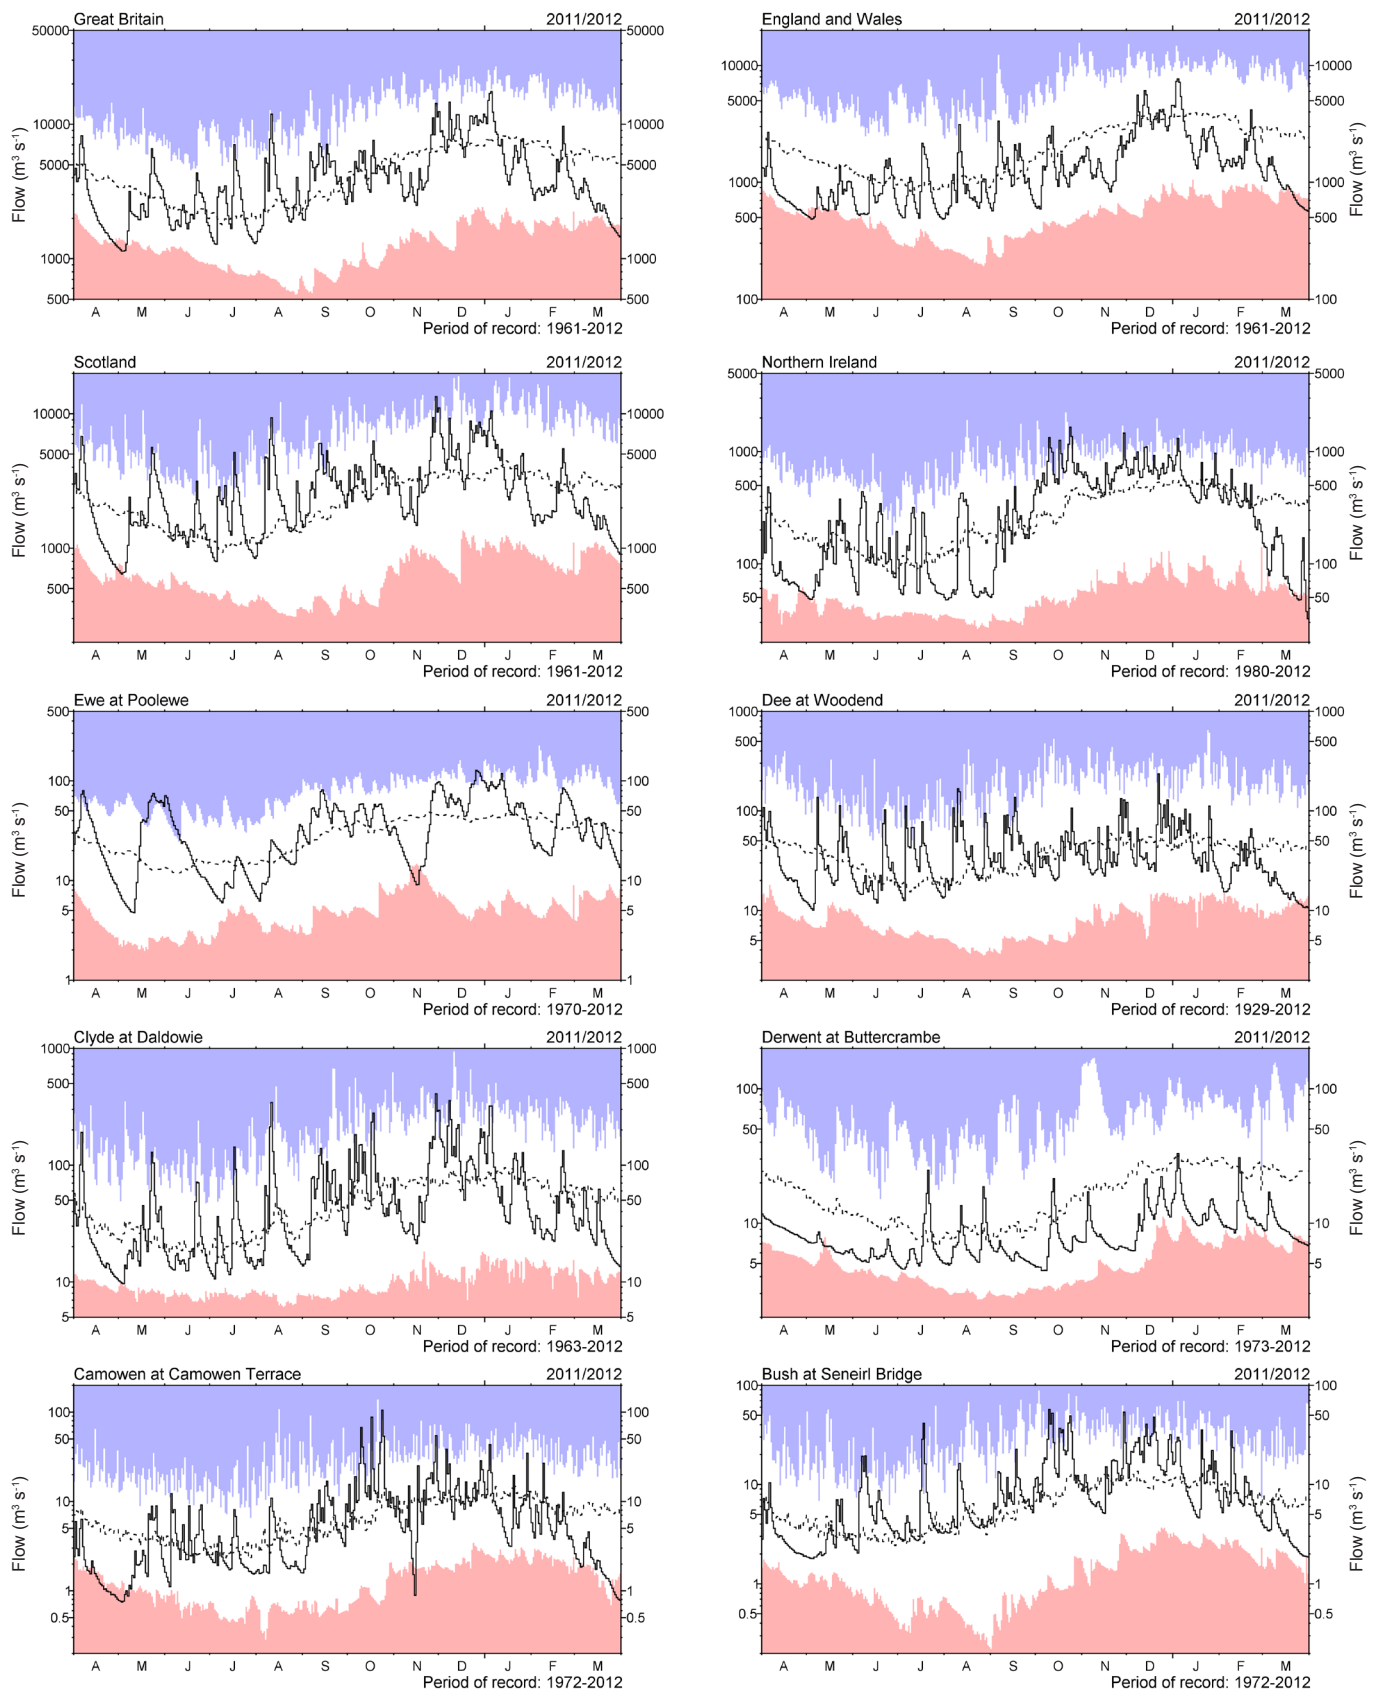 Great Britain 2011/2012 England and Wales 2011/2012
50000 50000
10000 10000 10000 10000
5000 5000 5000 5000
Flow (m³ s⁻¹) 1000 1000 Flow (m³ s⁻¹)
1000 1000 500 500
500 500 100 100
A M J J A S O N D J F M A M J J A S O N D J F M
Period of record: 1961-2012 Period of record: 1961-2012
Scotland 2011/2012 Northern Ireland 2011/2012
5000 5000
10000 10000
5000 5000 1000 1000
500 500
Flow (m³ s⁻¹) Flow (m³ s⁻¹)
1000 1000 100 100
500 500 50 50
A M J J A S O N D J F M A M J J A S O N D J F M
Period of record: 1961-2012 Period of record: 1980-2012
Ewe at Poolewe 2011/2012 Dee at Woodend 2011/2012
500 500 1000 1000
500 500
100 100
50 50 100 100
Flow (m³ s⁻¹) 50 50 Flow (m³ s⁻¹)
10 10
5 5 10 10
5 5
1 1
A M J J A S O N D J F M A M J J A S O N D J F M
Period of record: 1970-2012 Period of record: 1929-2012
Clyde at Daldowie 2011/2012 Derwent at Buttercrambe 2011/2012
1000 1000
500 500 100 100
50 50
100 100
Flow (m³ s⁻¹) Flow (m³ s⁻¹)
50 50 10 10
10 10 5 5
5 5
A M J J A S O N D J F M A M J J A S O N D J F M
Period of record: 1963-2012 Period of record: 1973-2012
Camowen at Camowen Terrace 2011/2012 Bush at Seneirl Bridge 2011/2012
100 100 100 100
50 50 50 50
10 10 10 10
Flow (m³ s⁻¹) Flow (m³ s⁻¹)
5 5 5 5
1 1 1 1
0.5 0.5 0.5 0.5
A M J J A S O N D J F M A M J J A S O N D J F M
Period of record: 1972-2012 Period of record: 1972-2012